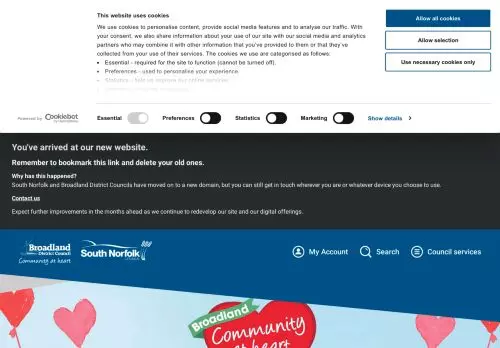 This website uses cookies
We use cookies to personalise content, provide social media features and to analyse our traffic. With
your consent, we also share information about your use of our site with our social media and analytics
partners who may combine it with other information that you've provided to them or that they've
collected from your use of their services. The cookies we use are categorised as follows:
• Essential - required for the site to function (cannot be turned off).
• Preferences - used to personalise your experience.
• Statistics - help us improve our online services.
Allow all cookies
Allow selection
Use necessary cookies only
Powered by Cookiebot
Essential
Preferences
Statistics
Marketing
Show details
You've arrived at our new website.
Remember to bookmark this link and delete your old ones.
Why has this happened?
South Norfolk and Broadland District Councils have moved on to a new domain, but you can still get in touch wherever you are or whatever device you choose to use.
Contact us
Expect further improvements in the months ahead as we continue to redevelop our site and our digital offerings.
Broadland
District Council
Community at heart
South Norfolk
My Account
Search
Council services
Broadland
Community
at heart